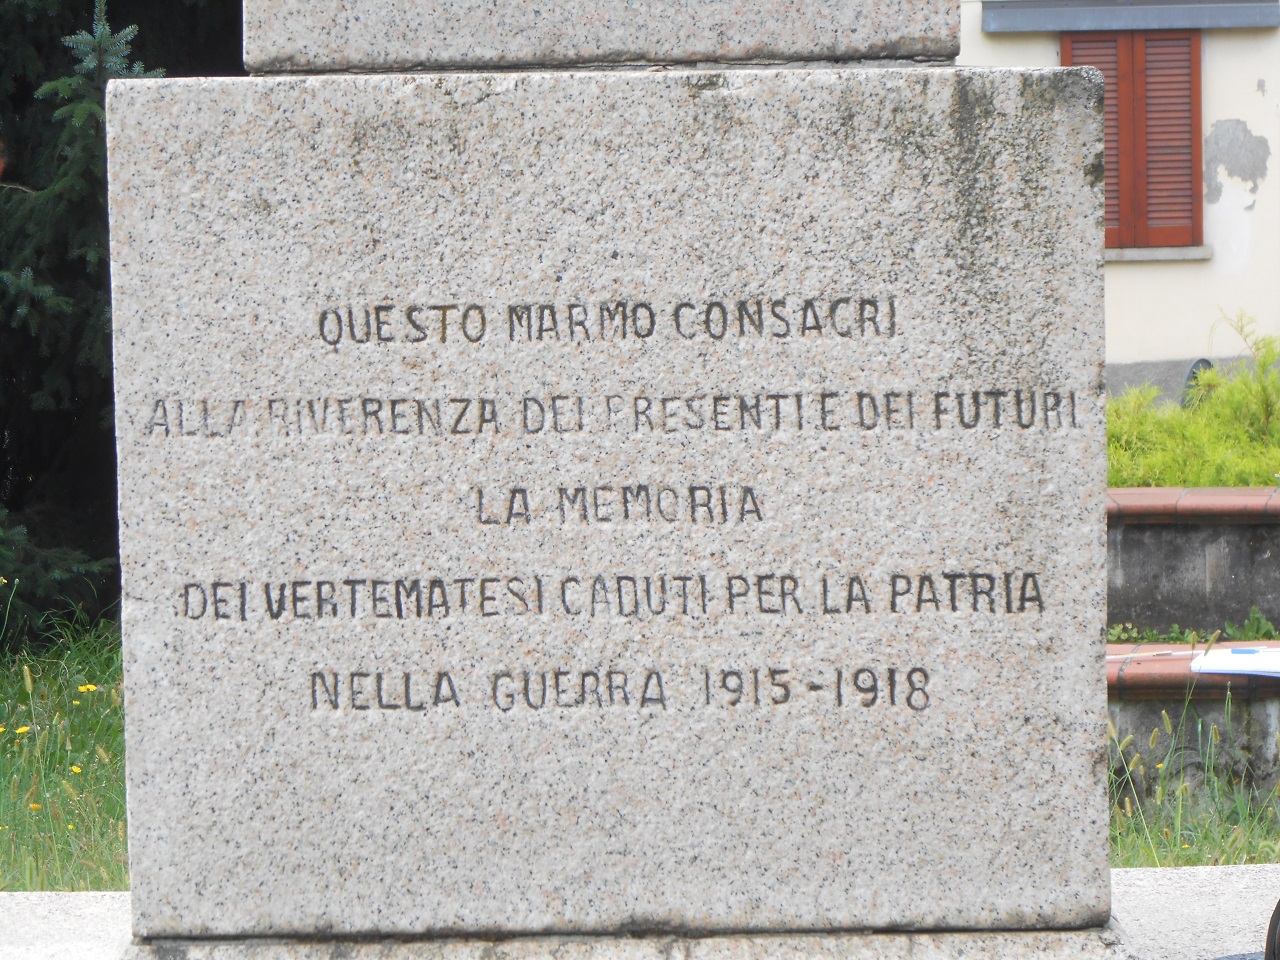 QUESTO MARMO CONSACRI
ALLA RIVERENZA DEI PRESENTI E DEI FUTURI
LA MEMORIA
DEI VERTEMATESI CADUTI PER LA PATRIA
NELLA GUERRA 1915-1918